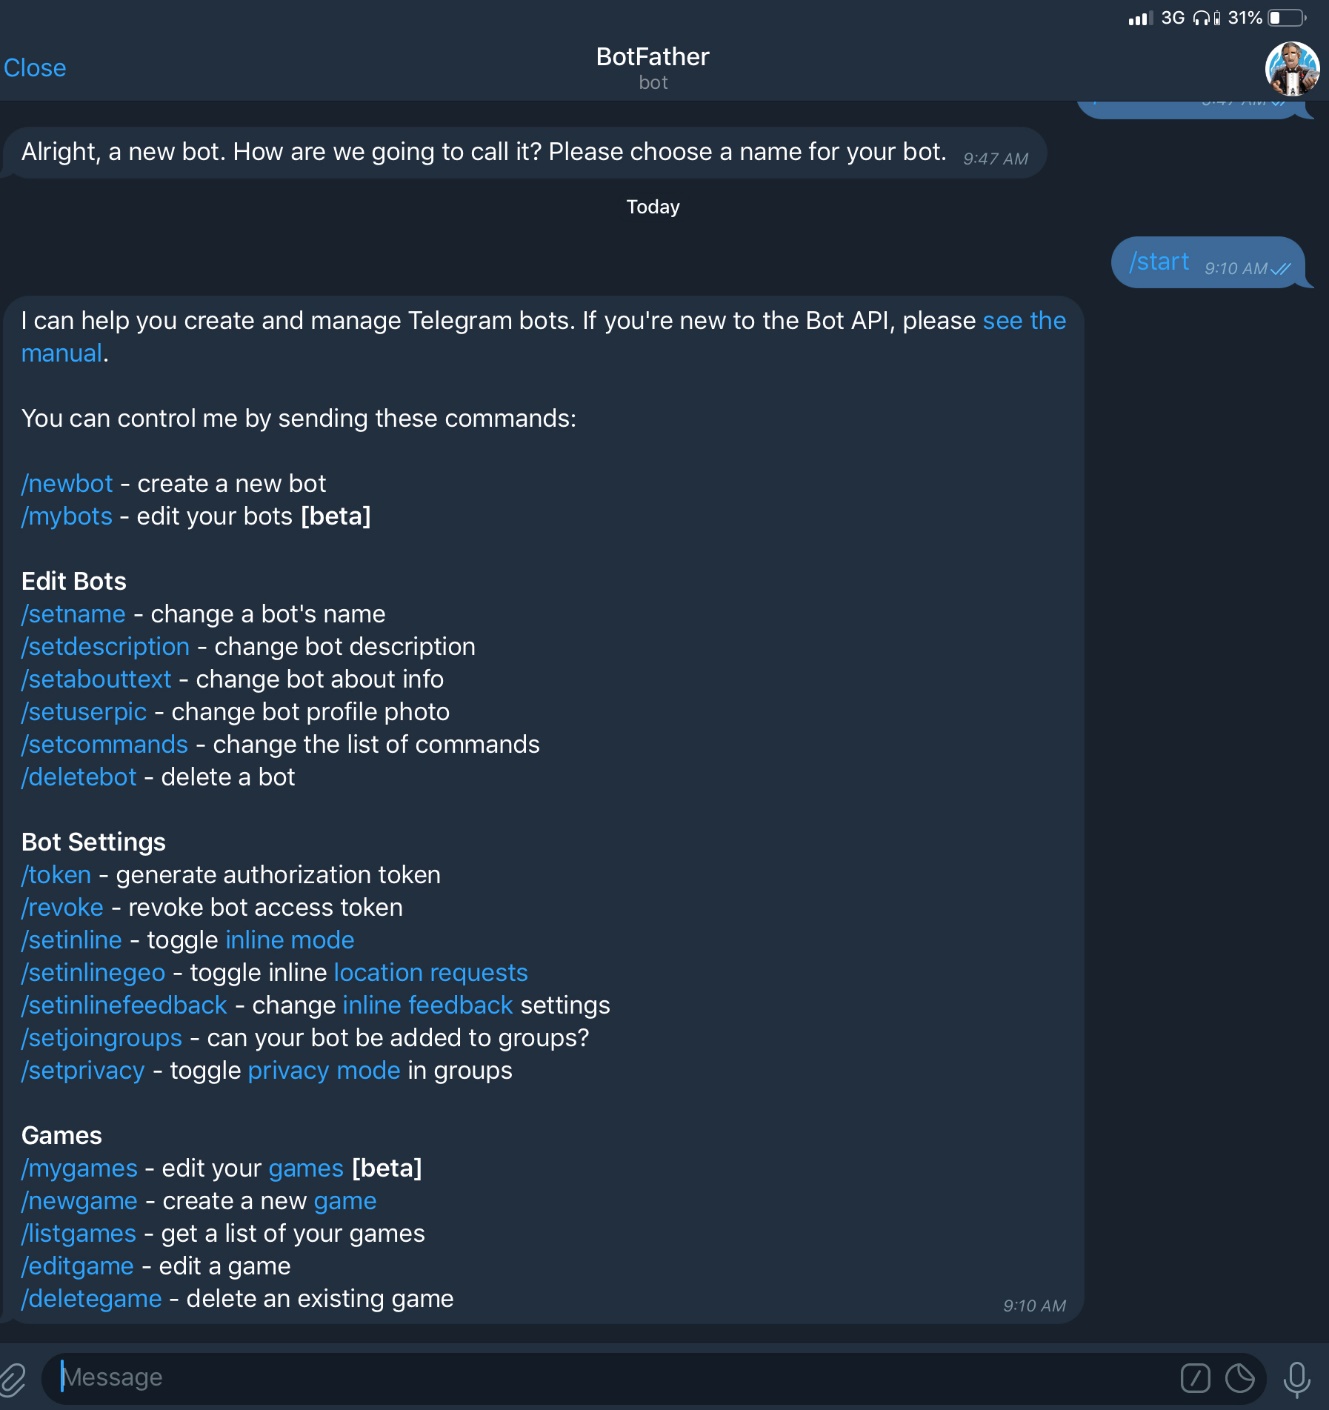 3G 31%
Close
BotFather
bot
Alright, a new bot. How are we going to call it? Please choose a name for your bot. 9:47 AM
Today
/start 9:10 AM
I can help you create and manage Telegram bots. If you're new to the Bot API, please see the
manual.
You can control me by sending these commands:
/newbot - create a new bot
/mybots - edit your bots [beta]
Edit Bots
/setname - change a bot's name
/setdescription - change bot description
/setabouttext - change bot about info
/setuserpic - change bot profile photo
/setcommands - change the list of commands
/deletebot - delete a bot
Bot Settings
/token - generate authorization token
/revoke - revoke bot access token
/setinline - toggle inline mode
/setinlinegeo - toggle inline location requests
/setinlinefeedback - change inline feedback settings
/setjoingroups - can your bot be added to groups?
/setprivacy - toggle privacy mode in groups
Games
/mygames - edit your games [beta]
/newgame - create a new game
/listgames - get a list of your games
/editgame - edit a game
/deletegame - delete an existing game
9:10 AM
Message